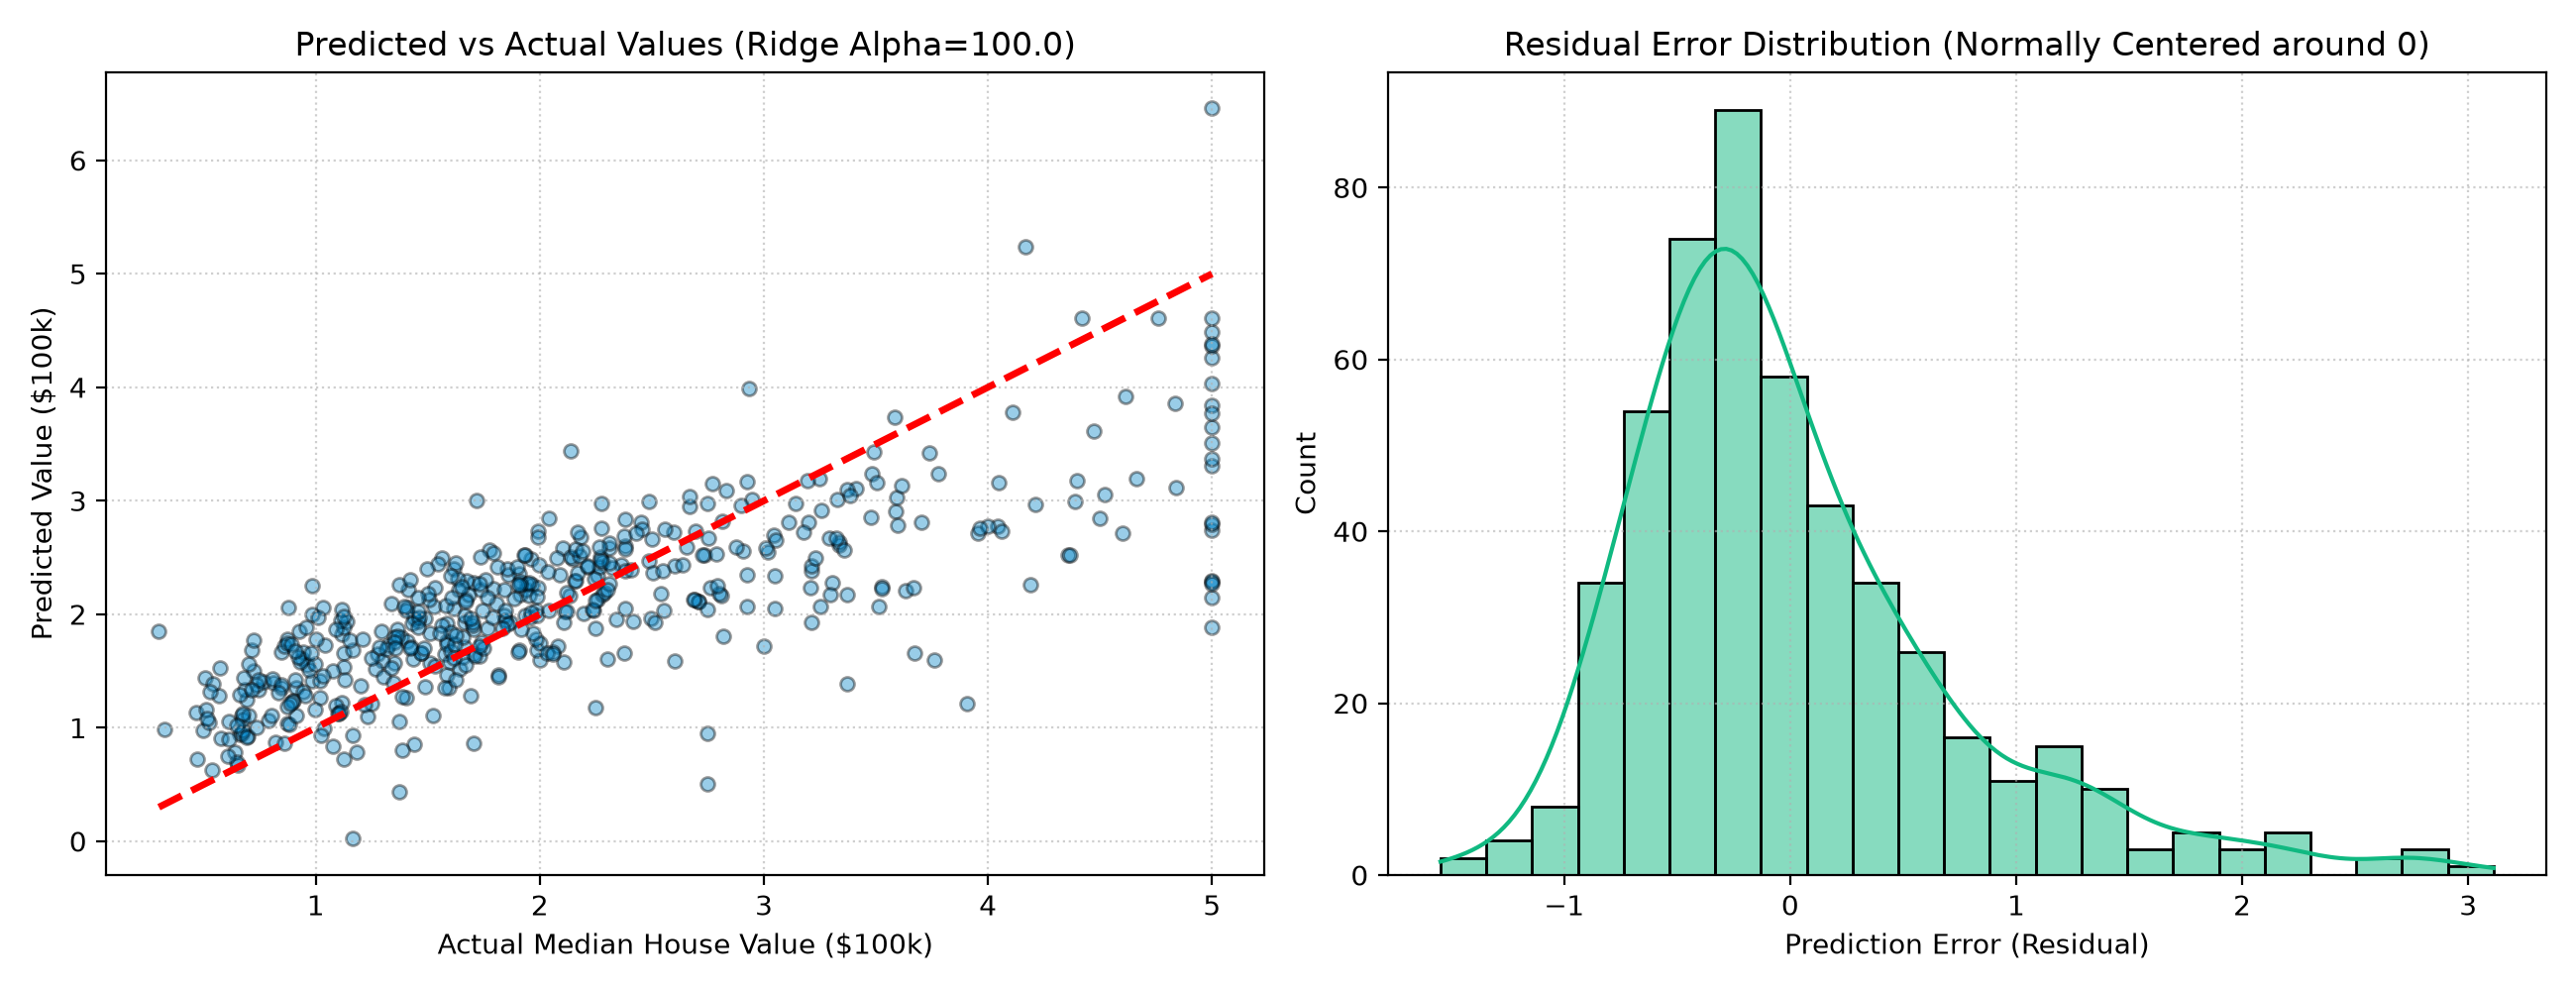 Predicted vs Actual Values (Ridge Alpha=100.0)
Predicted Value ($100k)
6
5
4
3
2
1
0
1 2 3 4 5
Actual Median House Value ($100k)
Residual Error Distribution (Normally Centered around 0)
Count
80
60
40
20
0
−1 0 1 2 3
Prediction Error (Residual)